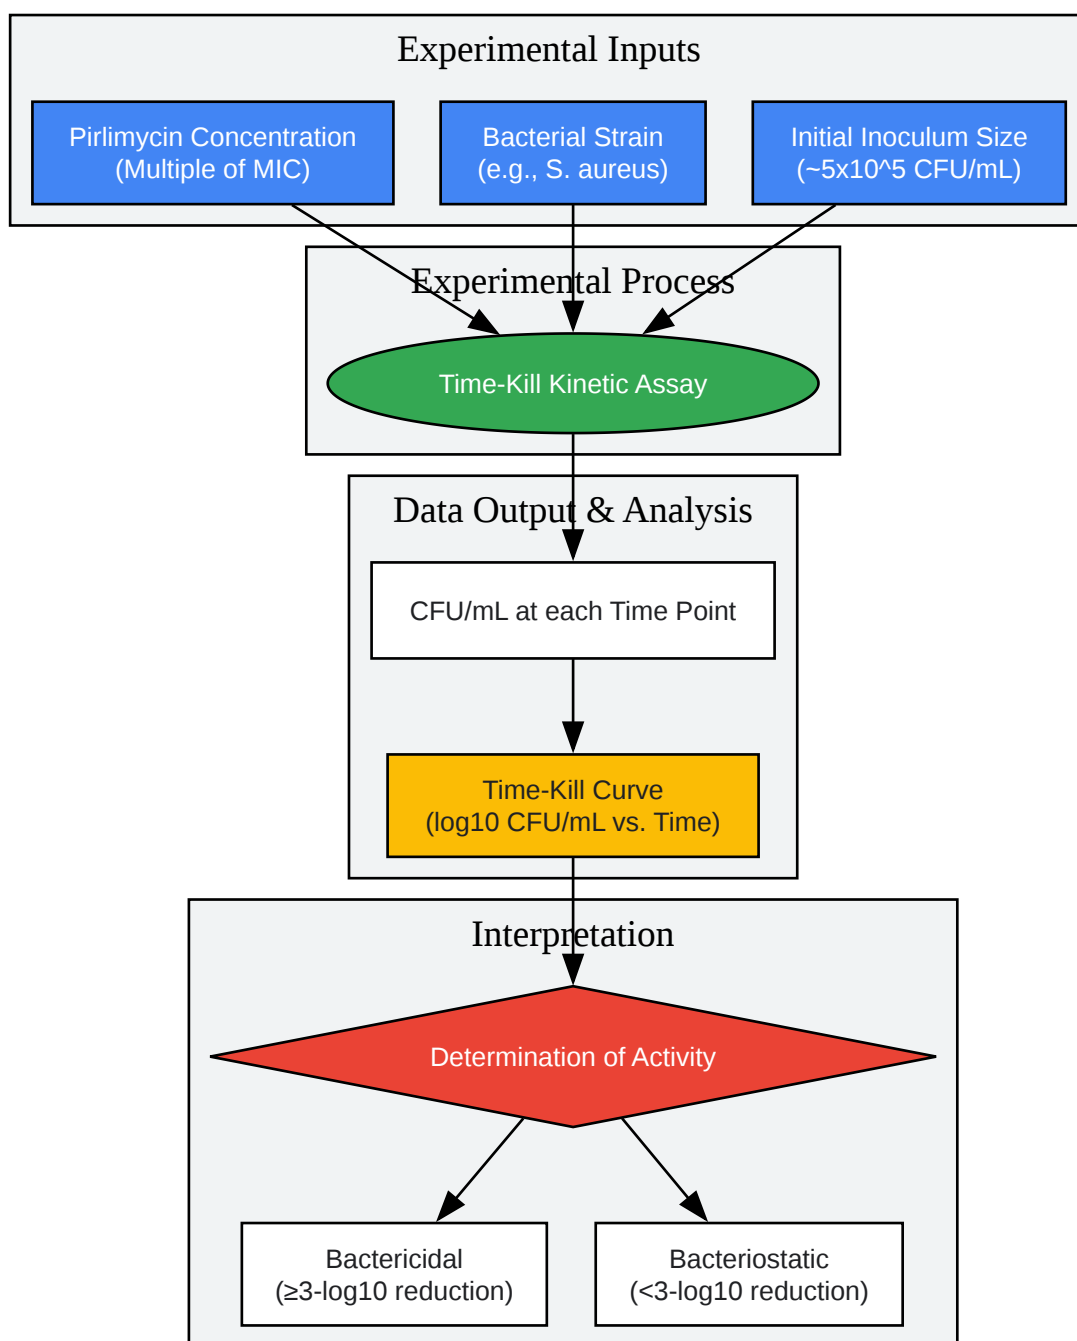 Experimental Inputs
Pirlimycin Concentration
(Multiple of MIC)
Bacterial Strain
(e.g., S. aureus)
Initial Inoculum Size
(~5x10^5 CFU/mL)
Experimental Process
Time-Kill Kinetic Assay
Data Output & Analysis
CFU/mL at each Time Point
Time-Kill Curve
(log10 CFU/mL vs. Time)
Interpretation
Determination of Activity
Bactericidal
(≥3-log10 reduction)
Bacteriostatic
(<3-log10 reduction)